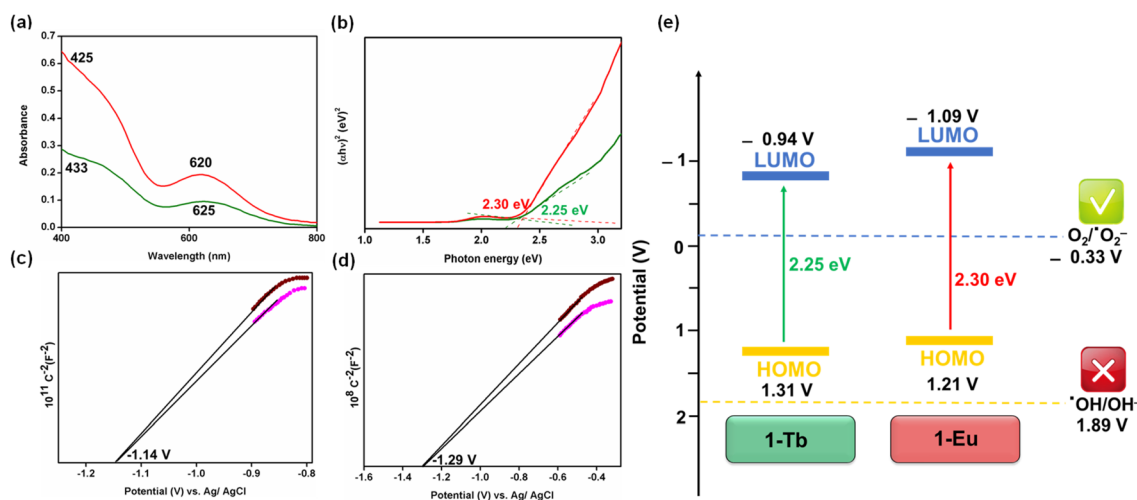 (a)
0.7
0.6
0.5
0.4
0.3
0.2
0.1
0.0
Absorbance
425
433
620
625
400
600
800
Wavelength (nm)
(b)
(αhν)² (eV)²
2.30 eV
2.25 eV
1.0
1.5
2.0
2.5
3.0
Photon energy (eV)
(c)
10¹¹ C⁻²(F⁻²)
-1.14 V
-1.2
-1.1
-1.0
-0.9
-0.8
Potential (V) vs. Ag/ AgCl
(d)
10⁸ C⁻²(F⁻²)
-1.29 V
-1.6
-1.4
-1.2
-1.0
-0.8
-0.6
-0.4
Potential (V) vs. Ag/ AgCl
(e)
Potential (V)
– 1
0
1
2
– 0.94 V
LUMO
2.25 eV
HOMO
1.31 V
1-Tb
– 1.09 V
LUMO
2.30 eV
HOMO
1.21 V
1-Eu
O₂/•O₂⁻
– 0.33 V
•OH/OH⁻
1.89 V